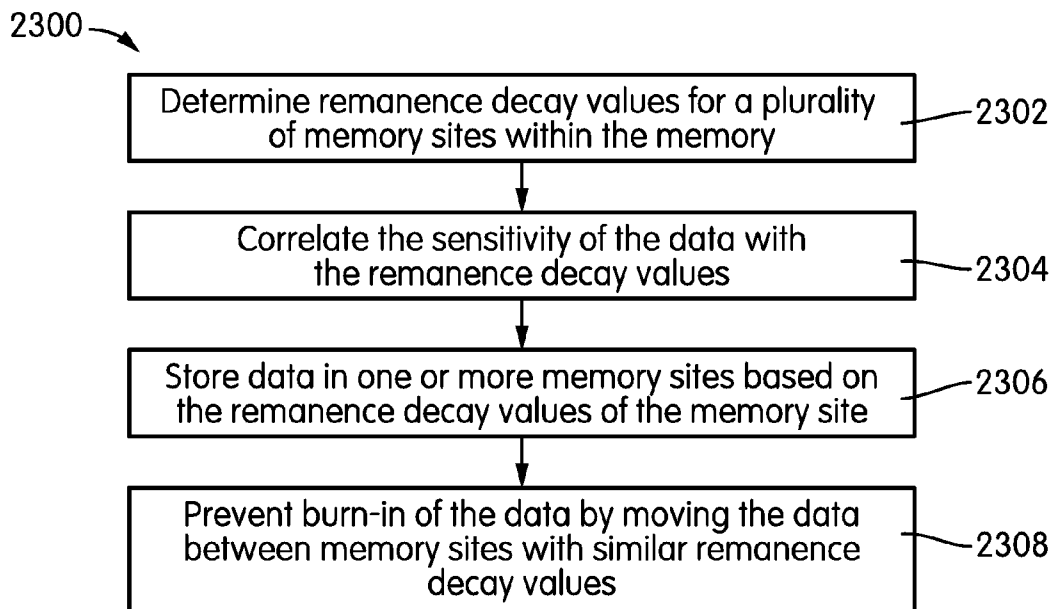 2300
Determine remanence decay values for a plurality
of memory sites within the memory
2302
Correlate the sensitivity of the data with
the remanence decay values
2304
Store data in one or more memory sites based on
the remanence decay values of the memory site
2306
Prevent burn-in of the data by moving the data
between memory sites with similar remanence
decay values
2308